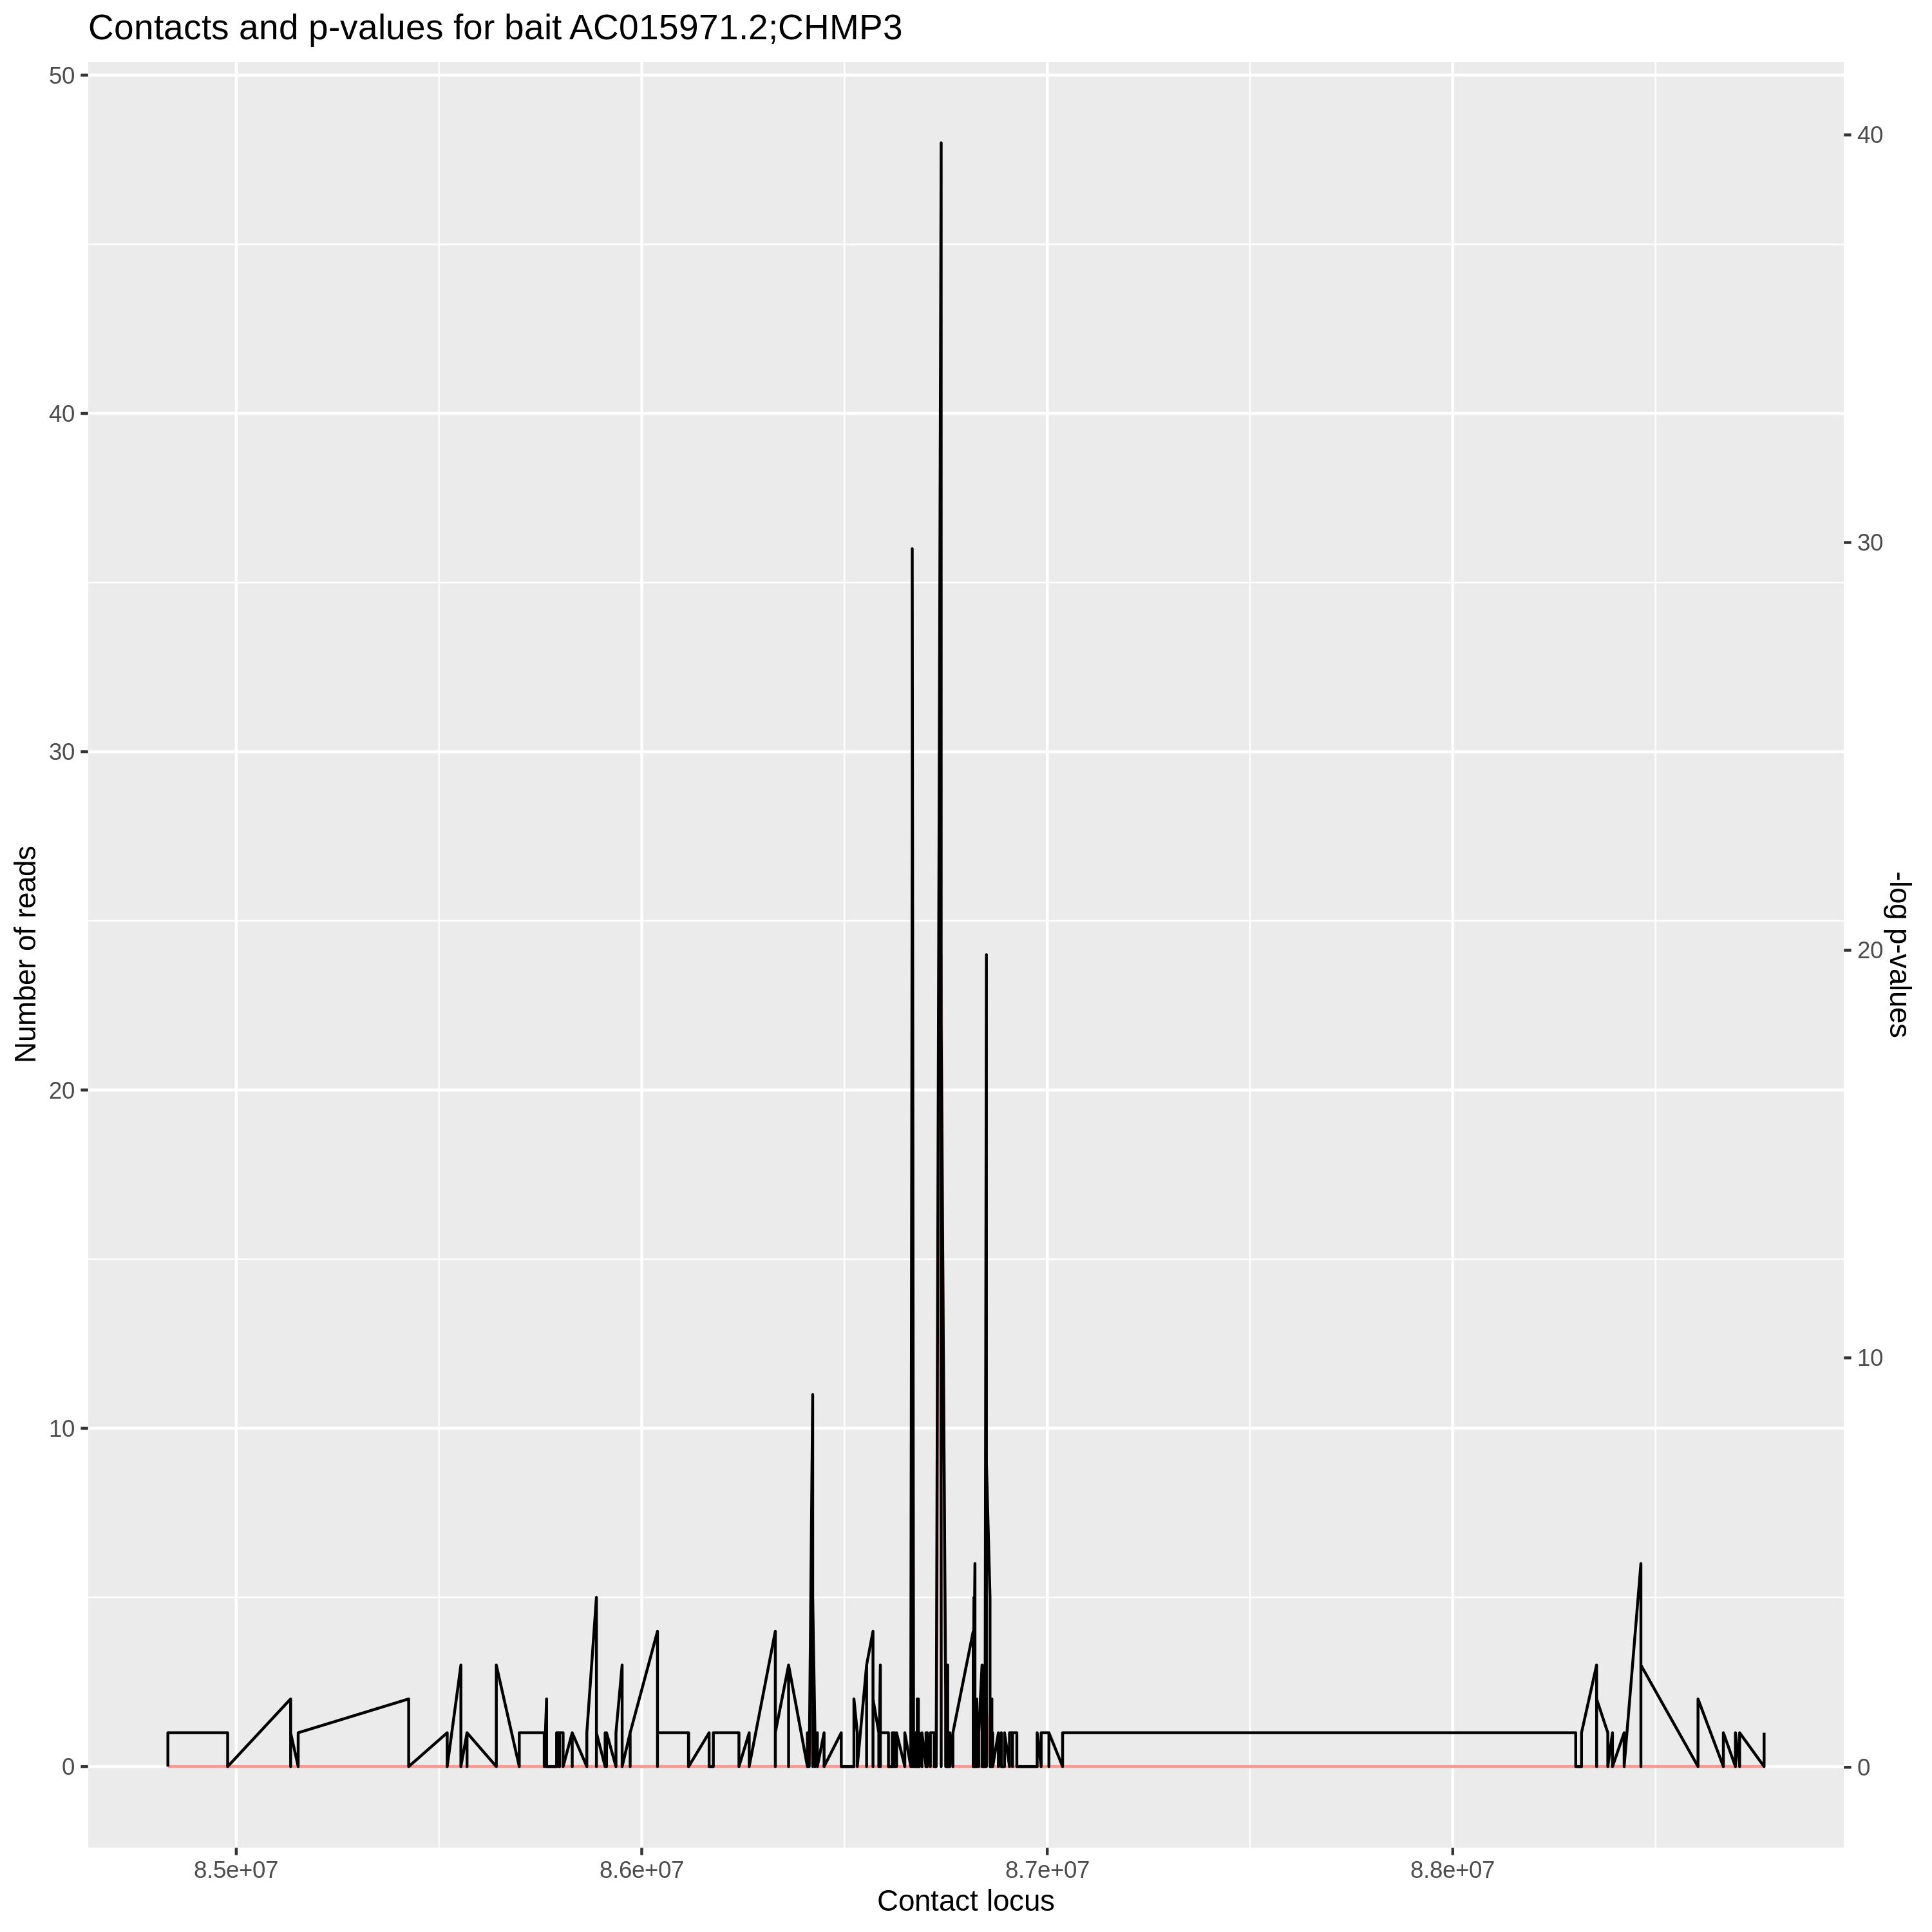 Contacts and p-values for bait AC015971.2;CHMP3
50
40
30
20
10
0
Number of reads
40
30
20
10
0
-log p-values
8.5e+07
8.6e+07
8.7e+07
8.8e+07
Contact locus